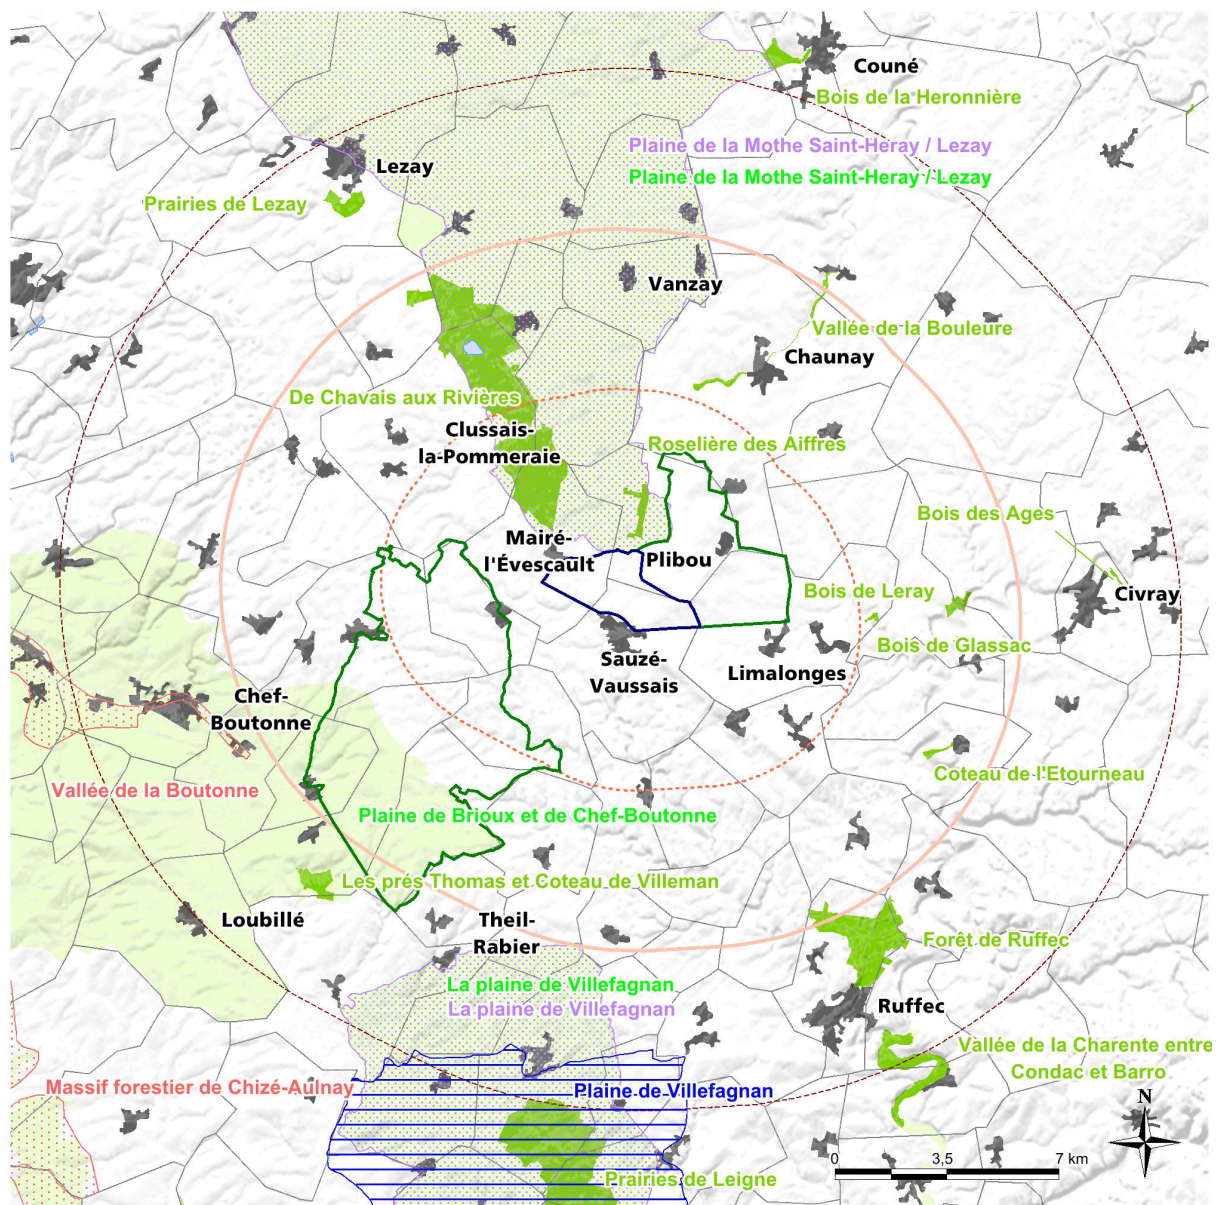 Couné
Bois de la Heronnière
Plaine de la Mothe Saint-Heray / Lezay
Lezay
Plaine de la Mothe Saint-Heray / Lezay
Prairies de Lezay
Vanzay
Vallée de la Bouleure
Chaunay
De Chavais aux Rivières
Clussais-
la-Pommeraie
Roselière des Aiffres
Bois des Ages
Mairé-
l'Évescault
Plibou
Bois de Leray
Civray
Bois de Glassac
Sauzé-
Vaussais
Limalonges
Chef-
Boutonne
Coteau de l'Etourneau
Vallée de la Boutonne
Plaine de Brioux et de Chef-Boutonne
Les prés Thomas et Coteau de Villeman
Loubillé
Theil-
Rabier
Forêt de Ruffec
La plaine de Villefagnan
La plaine de Villefagnan
Ruffec
Vallée de la Charente entre
Condac et Barro
Massif forestier de Chizé-Aulnay
Plaine de Villefagnan
N
0 3,5 7 km
Prairies de Leigne